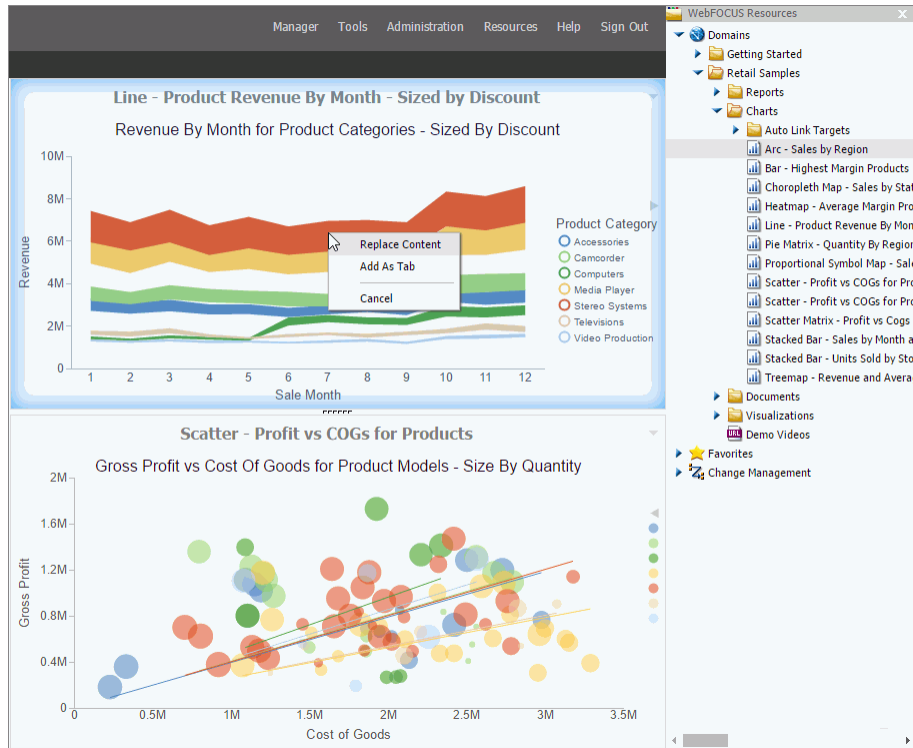 Manager Tools Administration Resources Help Sign Out
Line - Product Revenue By Month - Sized by Discount
Revenue By Month for Product Categories - Sized By Discount
10M
8M
6M
4M
2M
0
Revenue
1 2 3 4 5 6 7 8 9 10 11 12
Sale Month
Replace Content
Add As Tab
Cancel
Product Category
Accessories
Camcorder
Computers
Media Player
Stereo Systems
Televisions
Video Production
Scatter - Profit vs COGs for Products
Gross Profit vs Cost Of Goods for Product Models - Size By Quantity
2M
1.6M
1.2M
0.8M
0.4M
0
Gross Profit
0 0.5M 1M 1.5M 2M 2.5M 3M 3.5M
Cost of Goods
WebFOCUS Resources
Domains
Getting Started
Retail Samples
Reports
Charts
Auto Link Targets
Arc - Sales by Region
Bar - Highest Margin Products
Choropleth Map - Sales by Stat
Heatmap - Average Margin Pro
Line - Product Revenue By Mon
Pie Matrix - Quantity By Region
Proportional Symbol Map - Sale
Scatter - Profit vs COGs for Pro
Scatter - Profit vs COGs for Pro
Scatter Matrix - Profit vs Cogs
Stacked Bar - Sales by Month a
Stacked Bar - Units Sold by Sto
Treemap - Revenue and Avera
Documents
Visualizations
URL Demo Videos
Favorites
Change Management